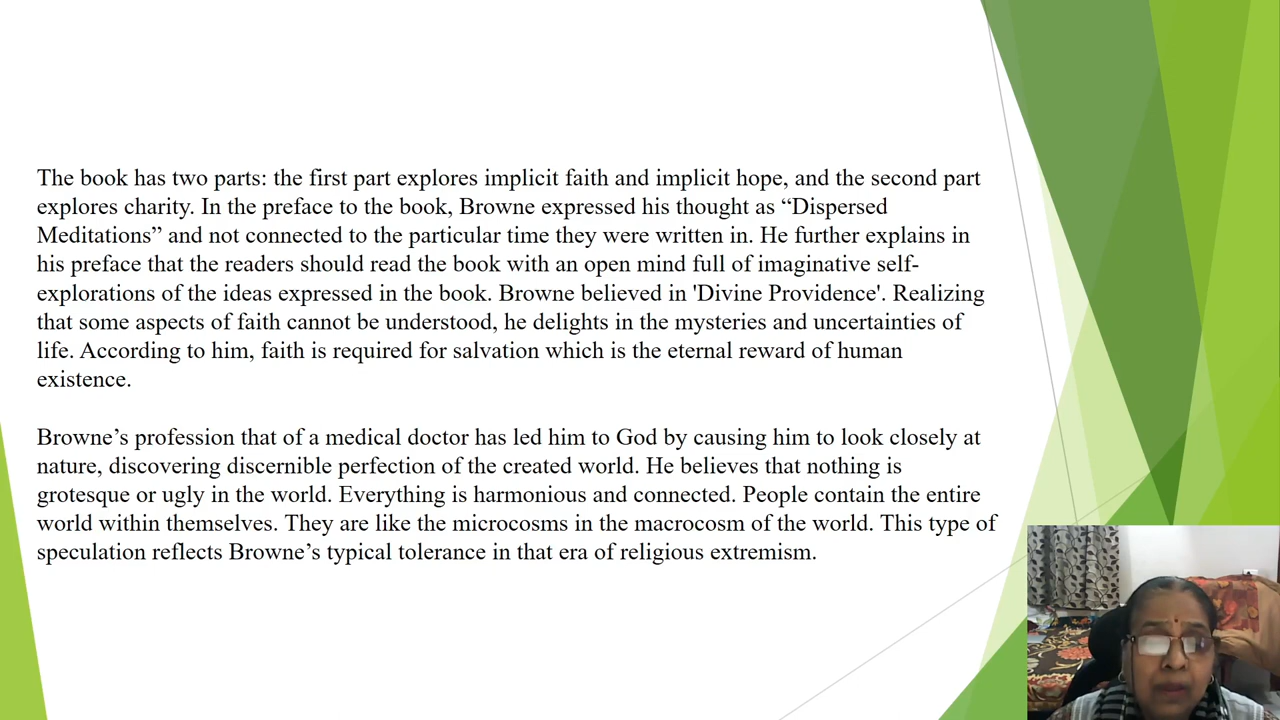 The book has two parts: the first part explores implicit faith and implicit hope, and the second part
explores charity. In the preface to the book, Browne expressed his thought as “Dispersed
Meditations” and not connected to the particular time they were written in. He further explains in
his preface that the readers should read the book with an open mind full of imaginative self-
explorations of the ideas expressed in the book. Browne believed in 'Divine Providence'. Realizing
that some aspects of faith cannot be understood, he delights in the mysteries and uncertainties of
life. According to him, faith is required for salvation which is the eternal reward of human
existence.
Browne’s profession that of a medical doctor has led him to God by causing him to look closely at
nature, discovering discernible perfection of the created world. He believes that nothing is
grotesque or ugly in the world. Everything is harmonious and connected. People contain the entire
world within themselves. They are like the microcosms in the macrocosm of the world. This type of
speculation reflects Browne’s typical tolerance in that era of religious extremism.